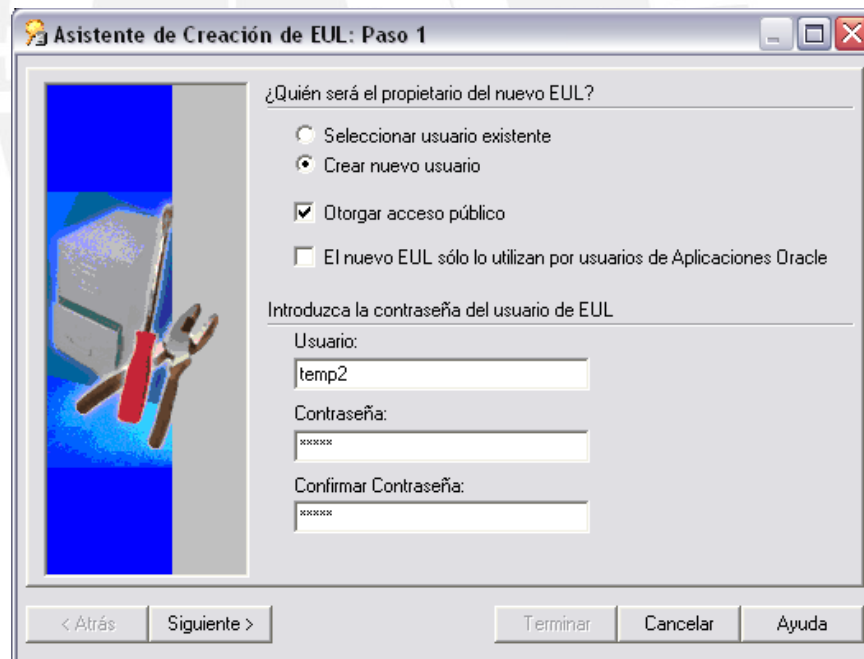 Asistente de Creación de EUL: Paso 1
¿Quién será el propietario del nuevo EUL?
Seleccionar usuario existente
Crear nuevo usuario
Otorgar acceso público
El nuevo EUL sólo lo utilizan por usuarios de Aplicaciones Oracle
Introduzca la contraseña del usuario de EUL
Usuario:
temp2
Contraseña:
*****
Confirmar Contraseña:
*****
< Atrás
Siguiente >
Terminar
Cancelar
Ayuda